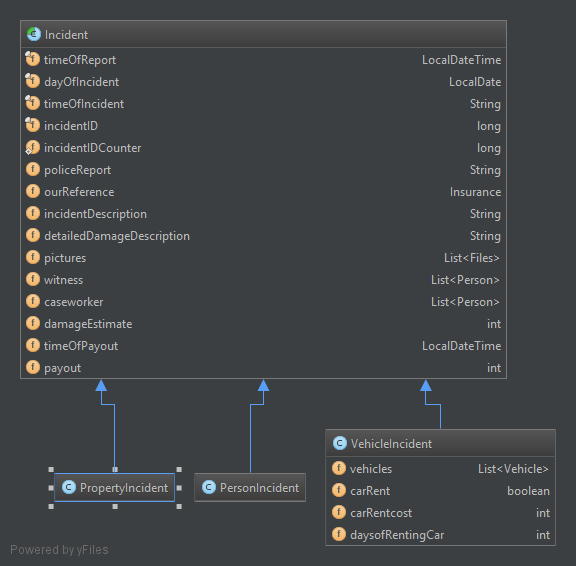 Incident
timeOfReport LocalDateTime
dayOfIncident LocalDate
timeOfIncident String
incidentID long
incidentIDCounter long
policeReport String
ourReference Insurance
incidentDescription String
detailedDamageDescription String
pictures List<Files>
witness List<Person>
caseworker List<Person>
damageEstimate int
timeOfPayout LocalDateTime
payout int
PropertyIncident
PersonIncident
VehicleIncident
vehicles List<Vehicle>
carRent boolean
carRentcost int
daysofRentingCar int
Powered by yFiles